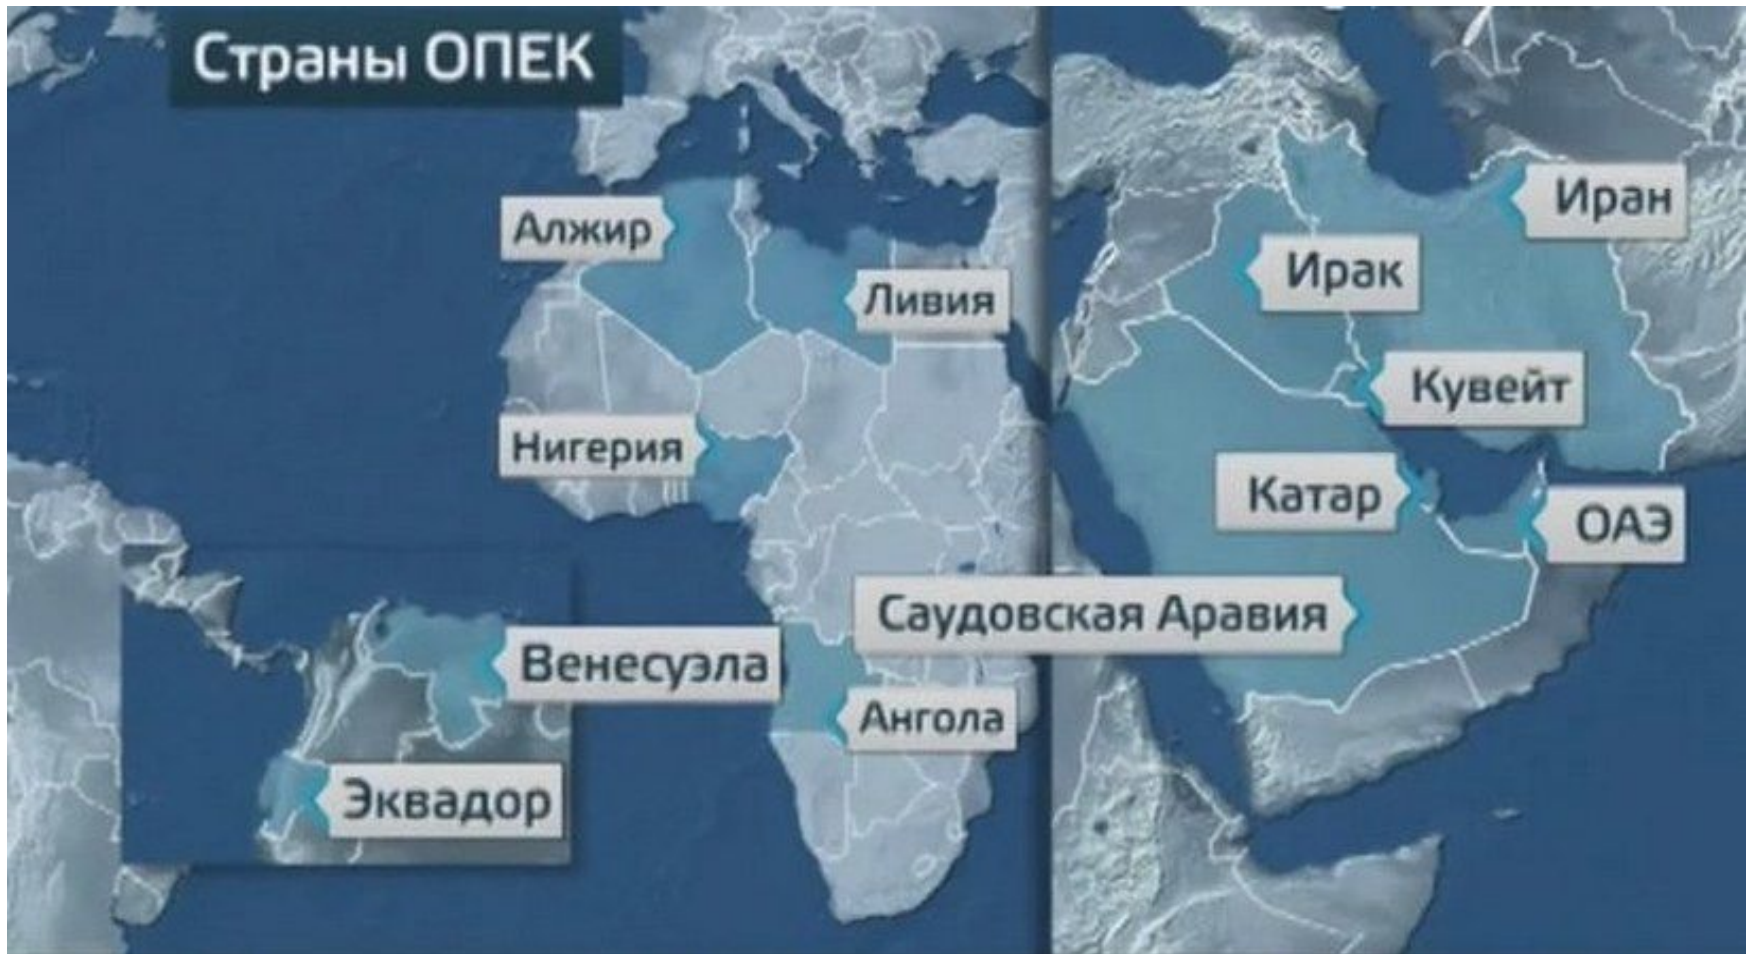 Страны ОПЕК
Алжир
Ливия
Нигерия
Венесуэла
Ангола
Эквадор
Иран
Ирак
Кувейт
Катар
ОАЭ
Саудовская Аравия